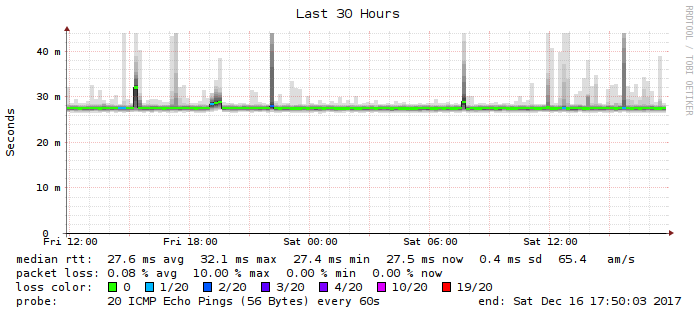 Last 30 Hours
RRDTOOL / TOBI OETIKER
Seconds
40 m
30 m
20 m
10 m
0
Fri 12:00 Fri 18:00 Sat 00:00 Sat 06:00 Sat 12:00
median rtt: 27.6 ms avg 32.1 ms max 27.4 ms min 27.5 ms now 0.4 ms sd 65.4 am/s
packet loss: 0.08 % avg 10.00 % max 0.00 % min 0.00 % now
loss color: 0 1/20 2/20 3/20 4/20 10/20 19/20
probe: 20 ICMP Echo Pings (56 Bytes) every 60s end: Sat Dec 16 17:50:03 2017